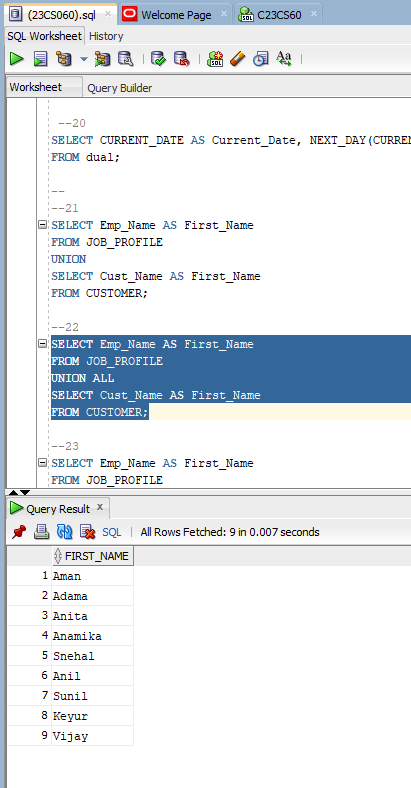 (23CS060).sql × Welcome Page × C23CS60 ×
SQL Worksheet History
Worksheet Query Builder
--20
SELECT CURRENT_DATE AS Current_Date, NEXT_DAY(CURREN
FROM dual;
--
--21
SELECT Emp_Name AS First_Name
FROM JOB_PROFILE
UNION
SELECT Cust_Name AS First_Name
FROM CUSTOMER;
--22
SELECT Emp_Name AS First_Name
FROM JOB_PROFILE
UNION ALL
SELECT Cust_Name AS First_Name
FROM CUSTOMER;
--23
SELECT Emp_Name AS First_Name
FROM JOB_PROFILE
Query Result ×
SQL | All Rows Fetched: 9 in 0.007 seconds
FIRST_NAME
1 Aman
2 Adama
3 Anita
4 Anamika
5 Snehal
6 Anil
7 Sunil
8 Keyur
9 Vijay